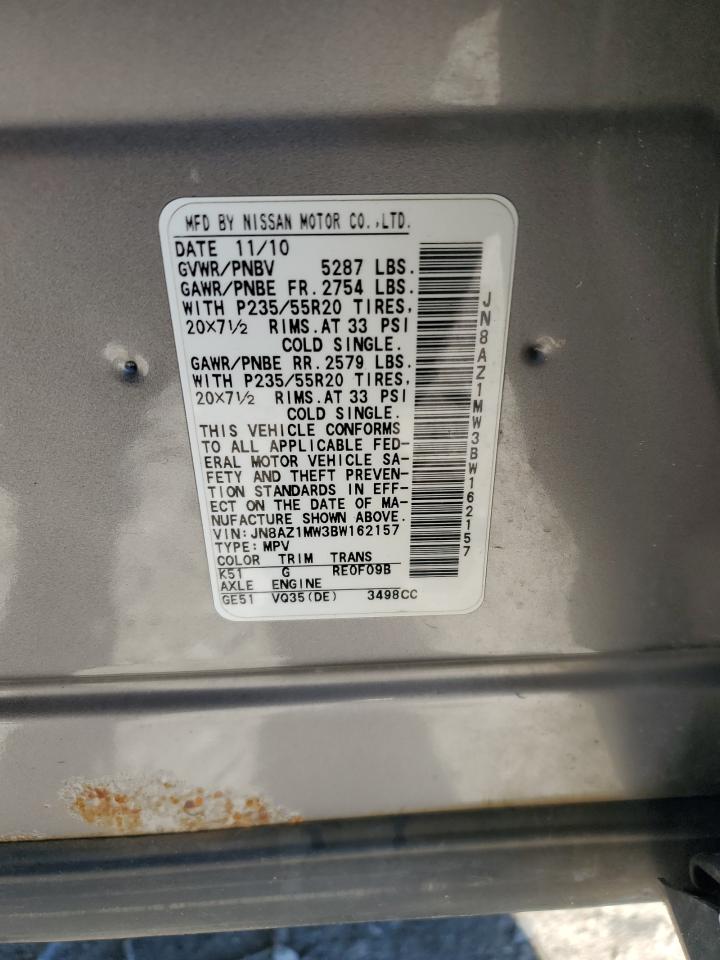 MFD BY NISSAN MOTOR CO.,LTD.
DATE 11/10
GVWR/PNBV 5287 LBS.
GAWR/PNBE FR. 2754 LBS.
WITH P235/55R20 TIRES,
20×7½ RIMS. AT 33 PSI
COLD SINGLE.
GAWR/PNBE RR. 2579 LBS.
WITH P235/55R20 TIRES,
20×7½ RIMS. AT 33 PSI
COLD SINGLE.
THIS VEHICLE CONFORMS
TO ALL APPLICABLE FED-
ERAL MOTOR VEHICLE SA-
FETY AND THEFT PREVEN-
TION STANDARDS IN EFF-
ECT ON THE DATE OF MA-
NUFACTURE SHOWN ABOVE.
VIN: JN8AZ1MW3BW162157
TYPE: MPV
COLOR TRIM TRANS
K51 G RE0F09B
AXLE ENGINE
GE51 VQ35(DE) 3498CC
JN8AZ1MW3BW162157